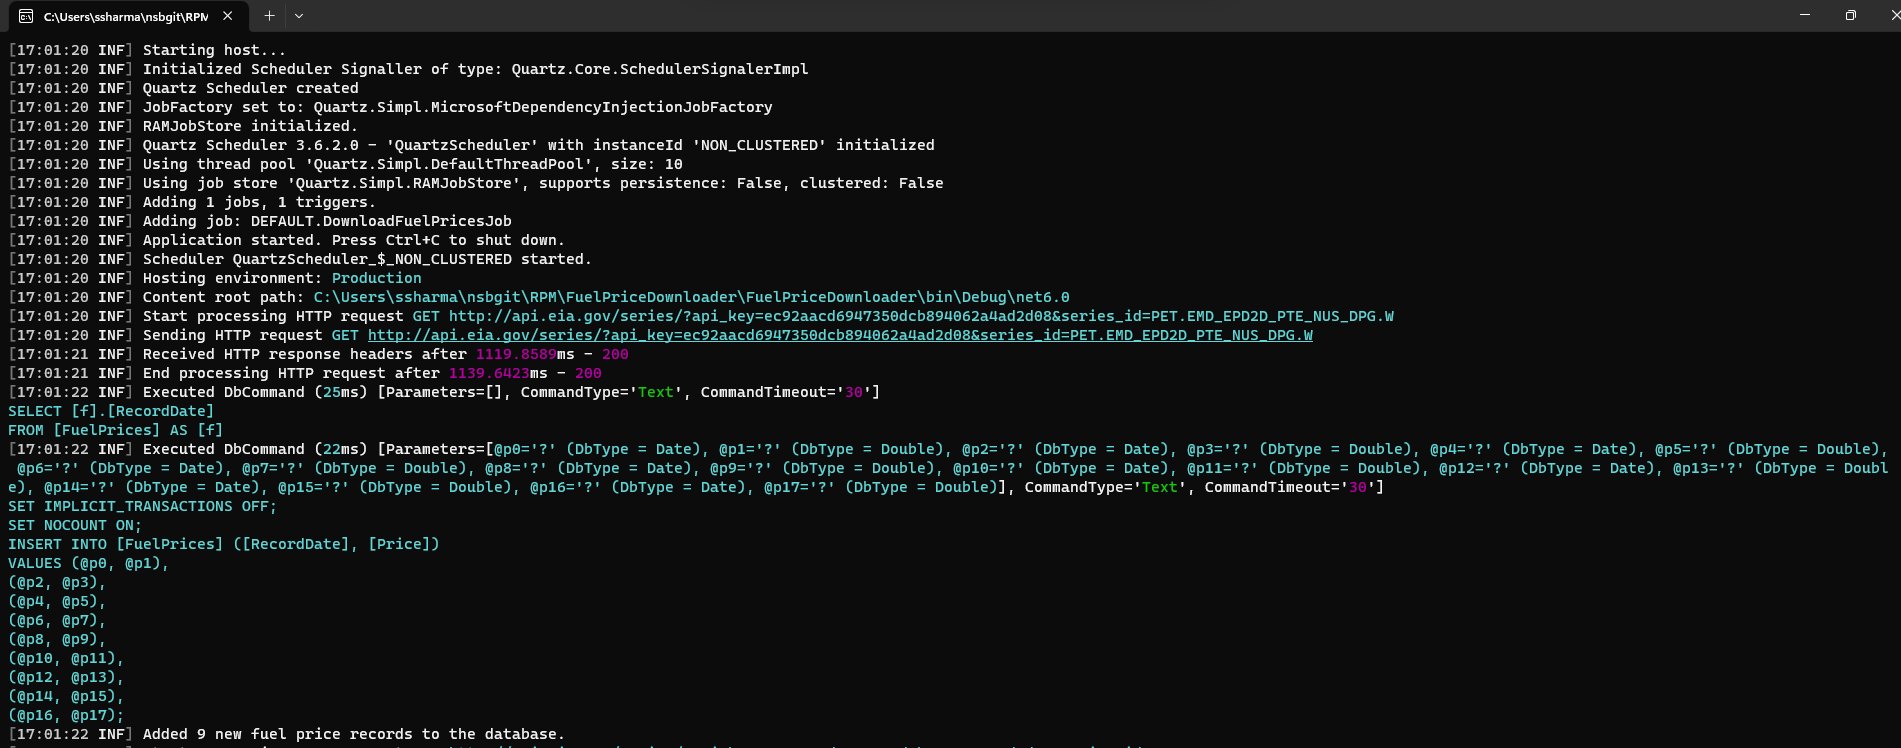 C:\Users\ssharma\nsbgit\RPM
[17:01:20 INF] Starting host...
[17:01:20 INF] Initialized Scheduler Signaller of type: Quartz.Core.SchedulerSignalerImpl
[17:01:20 INF] Quartz Scheduler created
[17:01:20 INF] JobFactory set to: Quartz.Simpl.MicrosoftDependencyInjectionJobFactory
[17:01:20 INF] RAMJobStore initialized.
[17:01:20 INF] Quartz Scheduler 3.6.2.0 - 'QuartzScheduler' with instanceId 'NON_CLUSTERED' initialized
[17:01:20 INF] Using thread pool 'Quartz.Simpl.DefaultThreadPool', size: 10
[17:01:20 INF] Using job store 'Quartz.Simpl.RAMJobStore', supports persistence: False, clustered: False
[17:01:20 INF] Adding 1 jobs, 1 triggers.
[17:01:20 INF] Adding job: DEFAULT.DownloadFuelPricesJob
[17:01:20 INF] Application started. Press Ctrl+C to shut down.
[17:01:20 INF] Scheduler QuartzScheduler_$_NON_CLUSTERED started.
[17:01:20 INF] Hosting environment: Production
[17:01:20 INF] Content root path: C:\Users\ssharma\nsbgit\RPM\FuelPriceDownloader\FuelPriceDownloader\bin\Debug\net6.0
[17:01:20 INF] Start processing HTTP request GET http://api.eia.gov/series/?api_key=ec92aacd6947350dcb894062a4ad2d08&series_id=PET.EMD_EPD2D_PTE_NUS_DPG.W
[17:01:20 INF] Sending HTTP request GET http://api.eia.gov/series/?api_key=ec92aacd6947350dcb894062a4ad2d08&series_id=PET.EMD_EPD2D_PTE_NUS_DPG.W
[17:01:21 INF] Received HTTP response headers after 1119.8589ms - 200
[17:01:21 INF] End processing HTTP request after 1139.6423ms - 200
[17:01:22 INF] Executed DbCommand (25ms) [Parameters=[], CommandType='Text', CommandTimeout='30']
SELECT [f].[RecordDate]
FROM [FuelPrices] AS [f]
[17:01:22 INF] Executed DbCommand (22ms) [Parameters=[@p0='?' (DbType = Date), @p1='?' (DbType = Double), @p2='?' (DbType = Date), @p3='?' (DbType = Double), @p4='?' (DbType = Date), @p5='?' (DbType = Double),
@p6='?' (DbType = Date), @p7='?' (DbType = Double), @p8='?' (DbType = Date), @p9='?' (DbType = Double), @p10='?' (DbType = Date), @p11='?' (DbType = Double), @p12='?' (DbType = Date), @p13='?' (DbType = Doubl
e), @p14='?' (DbType = Date), @p15='?' (DbType = Double), @p16='?' (DbType = Date), @p17='?' (DbType = Double)], CommandType='Text', CommandTimeout='30']
SET IMPLICIT_TRANSACTIONS OFF;
SET NOCOUNT ON;
INSERT INTO [FuelPrices] ([RecordDate], [Price])
VALUES (@p0, @p1),
(@p2, @p3),
(@p4, @p5),
(@p6, @p7),
(@p8, @p9),
(@p10, @p11),
(@p12, @p13),
(@p14, @p15),
(@p16, @p17);
[17:01:22 INF] Added 9 new fuel price records to the database.